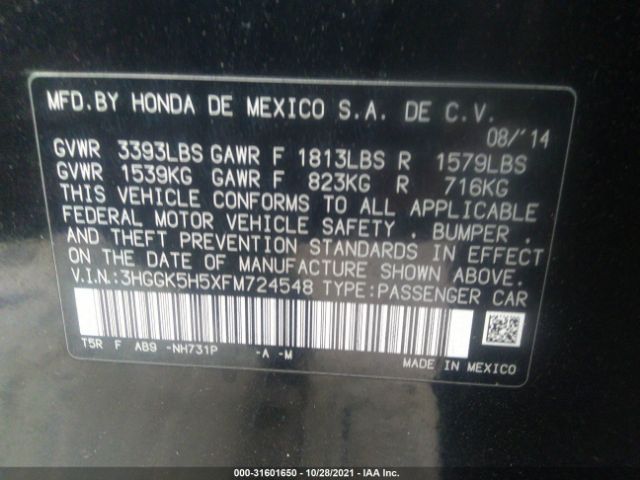 MFD.BY HONDA DE MEXICO S.A. DE C.V.
08/'14
GVWR 3393LBS GAWR F 1813LBS R 1579LBS
GVWR 1539KG GAWR F 823KG R 716KG
THIS VEHICLE CONFORMS TO ALL APPLICABLE
FEDERAL MOTOR VEHICLE SAFETY , BUMPER ,
AND THEFT PREVENTION STANDARDS IN EFFECT
ON THE DATE OF MANUFACTURE SHOWN ABOVE.
V.I.N.:3HGGK5H5XFM724548 TYPE:PASSENGER CAR
T5R F AB9 -NH731P -A -M
MADE IN MEXICO
000-31601650 | 10/28/2021 - IAA Inc.